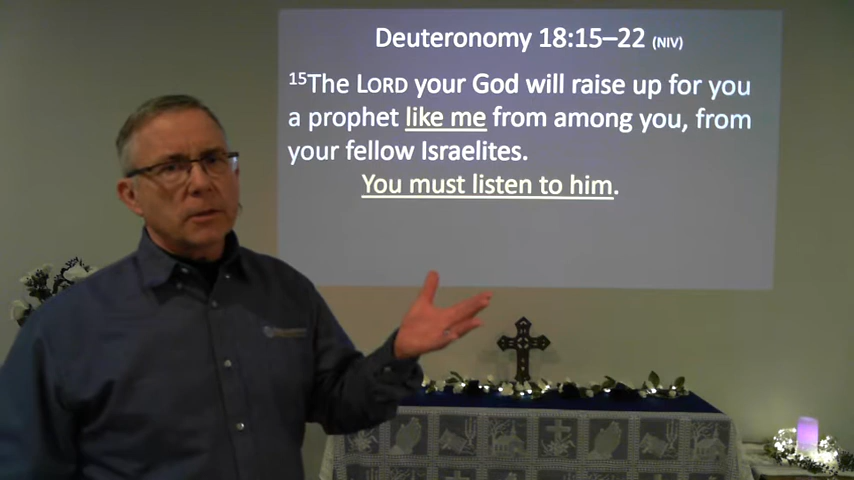 Deuteronomy 18:15–22 (NIV)
15The LORD your God will raise up for you
a prophet like me from among you, from
your fellow Israelites.
You must listen to him.